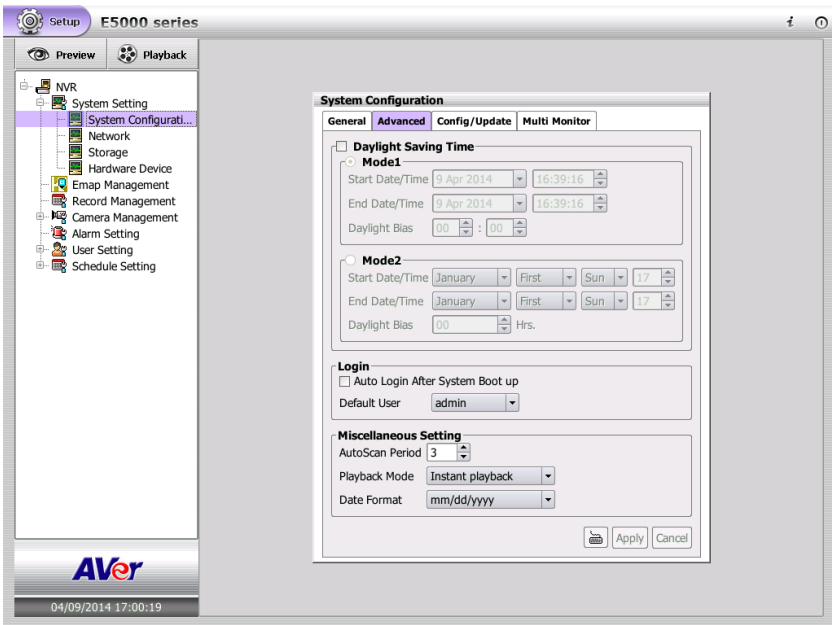 Setup E5000 series i
Preview Playback
NVR
System Setting
System Configurati...
Network
Storage
Hardware Device
Emap Management
Record Management
Camera Management
Alarm Setting
User Setting
Schedule Setting
AVer
04/09/2014 17:00:19
System Configuration
General Advanced Config/Update Multi Monitor
Daylight Saving Time
Mode1
Start Date/Time 9 Apr 2014 16:39:16
End Date/Time 9 Apr 2014 16:39:16
Daylight Bias 00 : 00
Mode2
Start Date/Time January First Sun 17
End Date/Time January First Sun 17
Daylight Bias 00 Hrs.
Login
Auto Login After System Boot up
Default User admin
Miscellaneous Setting
AutoScan Period 3
Playback Mode Instant playback
Date Format mm/dd/yyyy
Apply Cancel